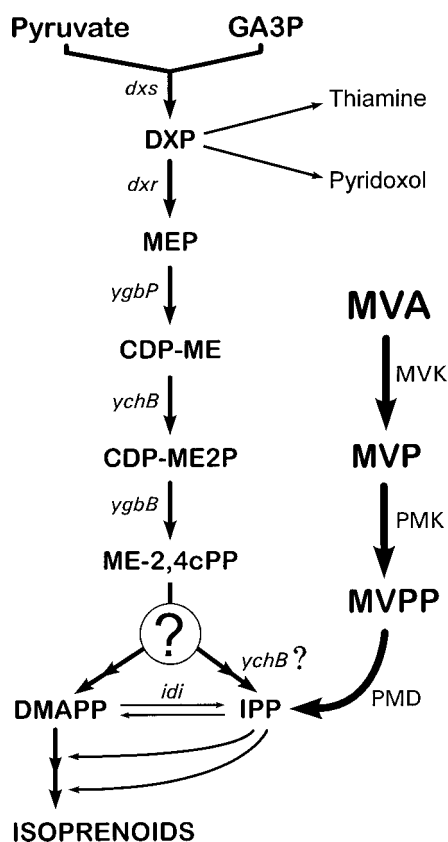 Pyruvate GA3P
dxs
Thiamine
DXP
dxr
Pyridoxol
MEP
ygbP
MVA
CDP-ME
MVK
ychB
CDP-ME2P
MVP
ygbB
PMK
ME-2,4cPP
MVPP
?
ychB?
idi
DMAPP IPP
PMD
ISOPRENOIDS